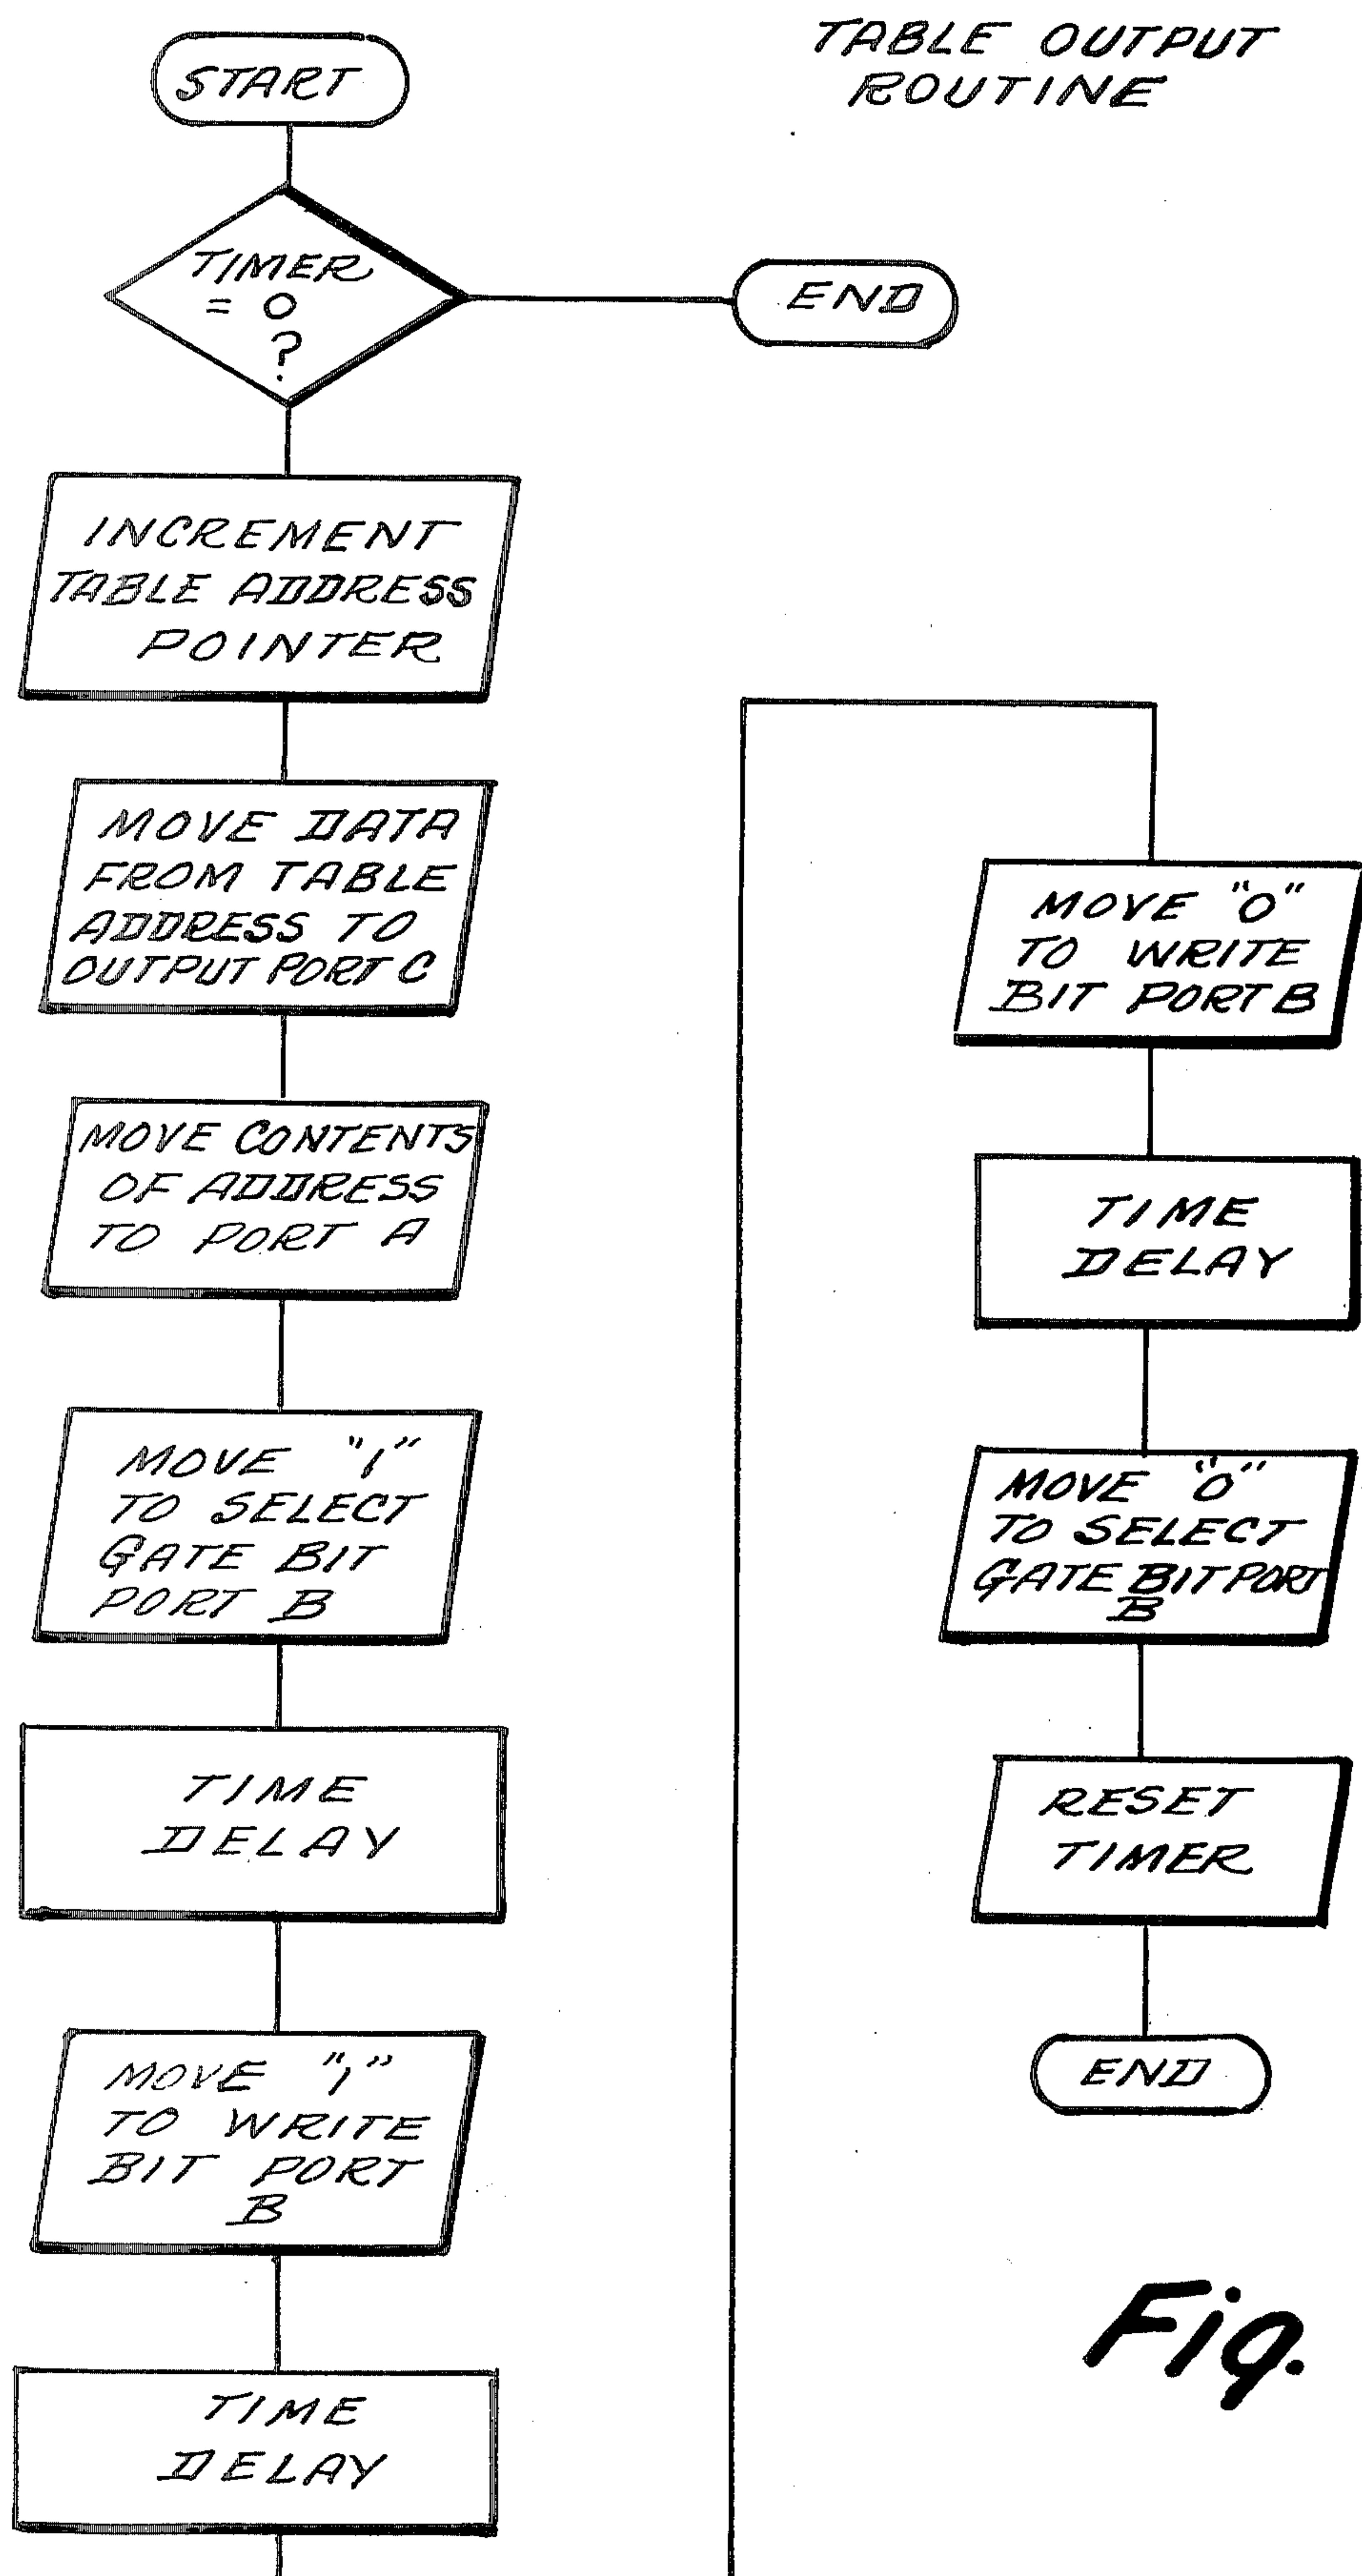 TABLE OUTPUT
ROUTINE
START
TIMER
= 0
?
END
INCREMENT
TABLE ADDRESS
POINTER
MOVE DATA
FROM TABLE
ADDRESS TO
OUTPUT PORT C
MOVE CONTENTS
OF ADDRESS
TO PORT A
MOVE "1"
TO SELECT
GATE BIT
PORT B
TIME
DELAY
MOVE "1"
TO WRITE
BIT PORT
B
TIME
DELAY
MOVE "0"
TO WRITE
BIT PORT B
TIME
DELAY
MOVE "0"
TO SELECT
GATE BIT PORT
B
RESET
TIMER
END
Fig.